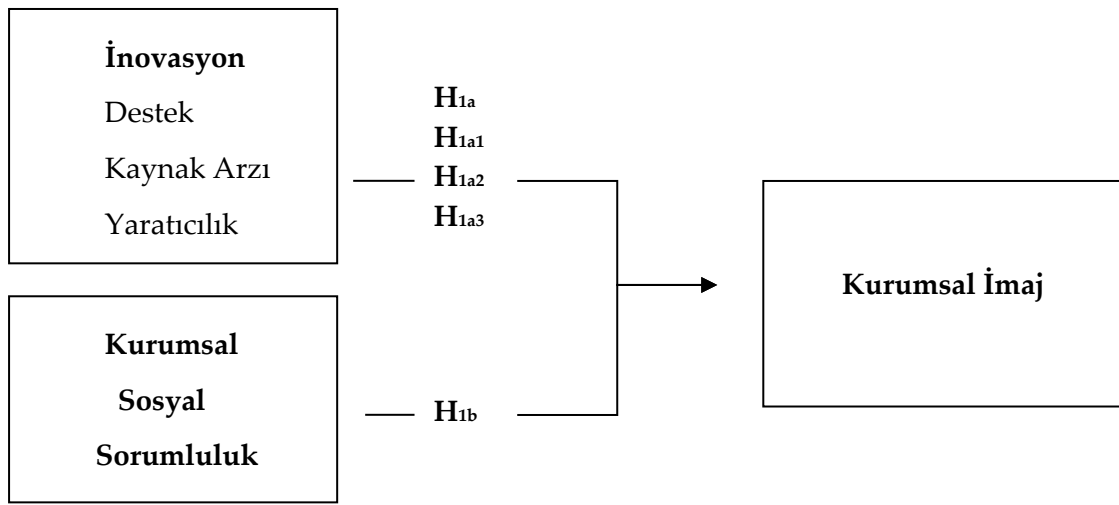 İnovasyon
Destek
Kaynak Arzı
Yaratıcılık
H1a
H1a1
H1a2
H1a3
Kurumsal
Sosyal
Sorumluluk
H1b
Kurumsal İmaj